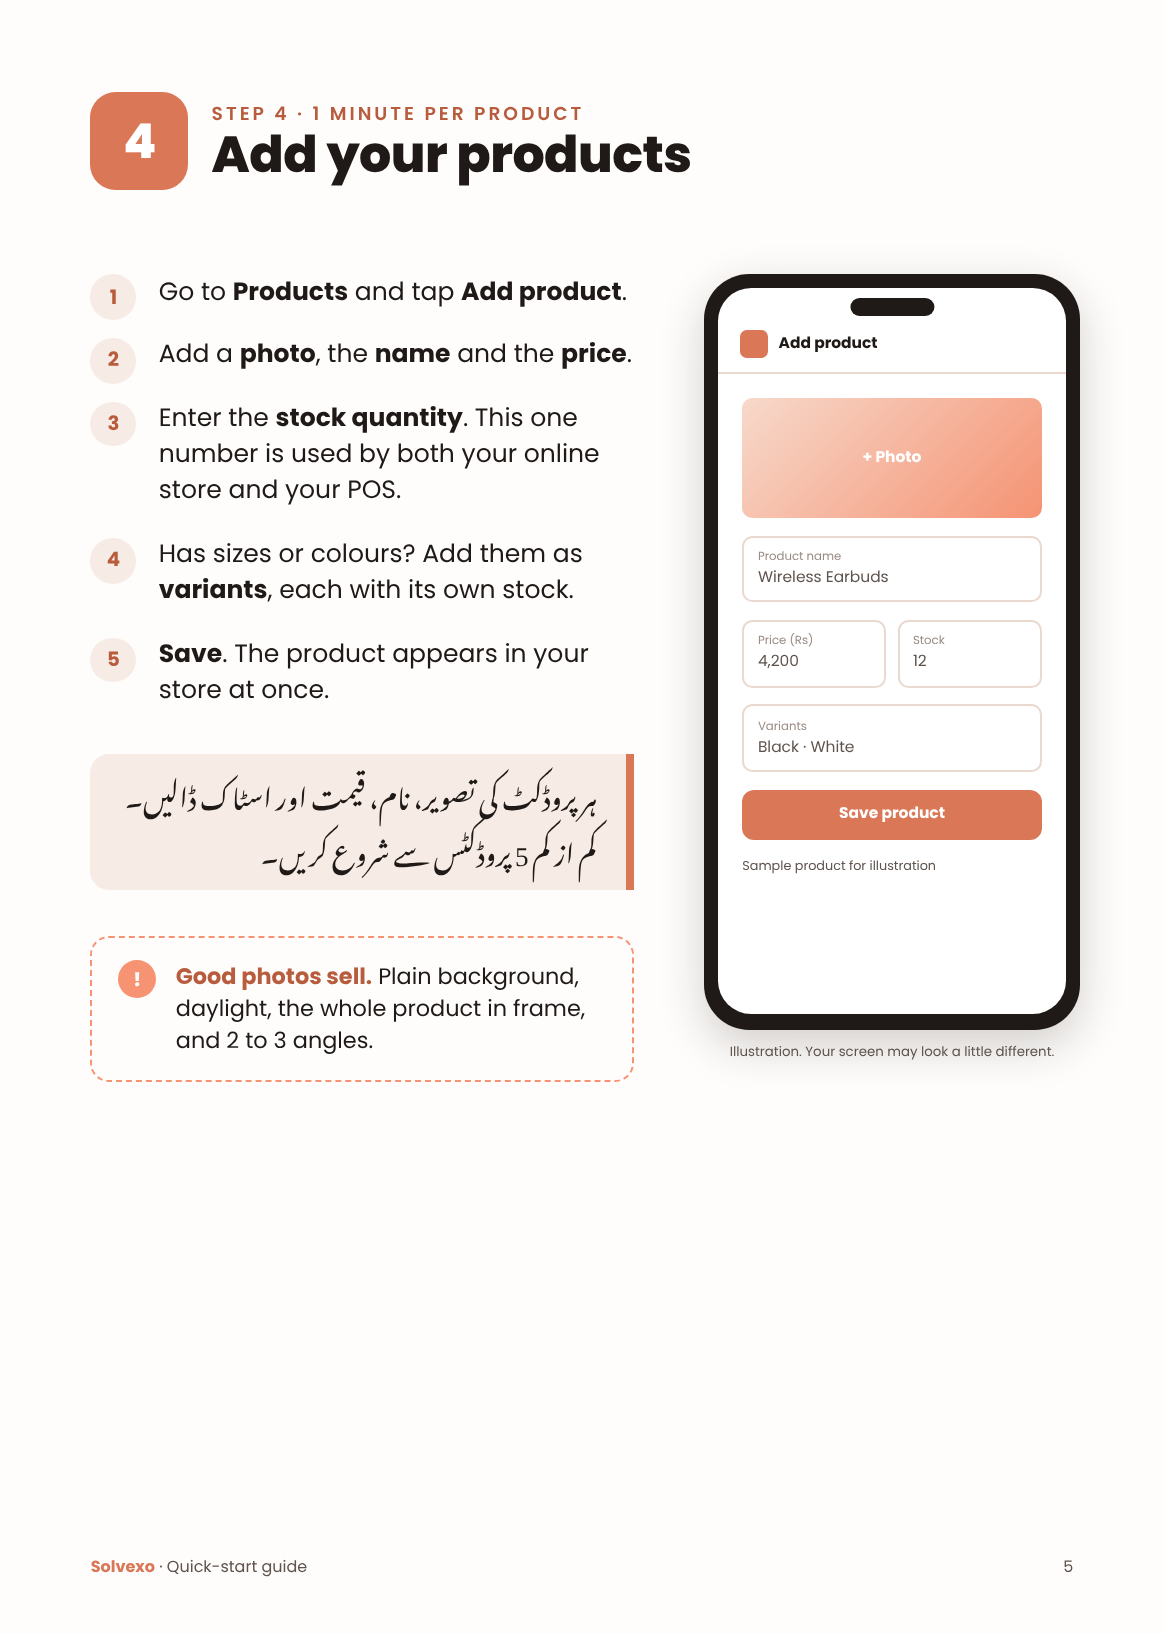 4
STEP 4 · 1 MINUTE PER PRODUCT
Add your products
1
Go to Products and tap Add product.
2
Add a photo, the name and the price.
3
Enter the stock quantity. This one
number is used by both your online
store and your POS.
4
Has sizes or colours? Add them as
variants, each with its own stock.
5
Save. The product appears in your
store at once.
ہر پروڈکٹ کی تصویر، نام، قیمت اور اسٹاک ڈالیں۔
کم از کم 5 پروڈکٹس سے شروع کریں۔
!
Good photos sell. Plain background,
daylight, the whole product in frame,
and 2 to 3 angles.
Add product
+ Photo
Product name
Wireless Earbuds
Price (Rs)
4,200
Stock
12
Variants
Black · White
Save product
Sample product for illustration
Illustration. Your screen may look a little different.
Solvexo · Quick-start guide
5